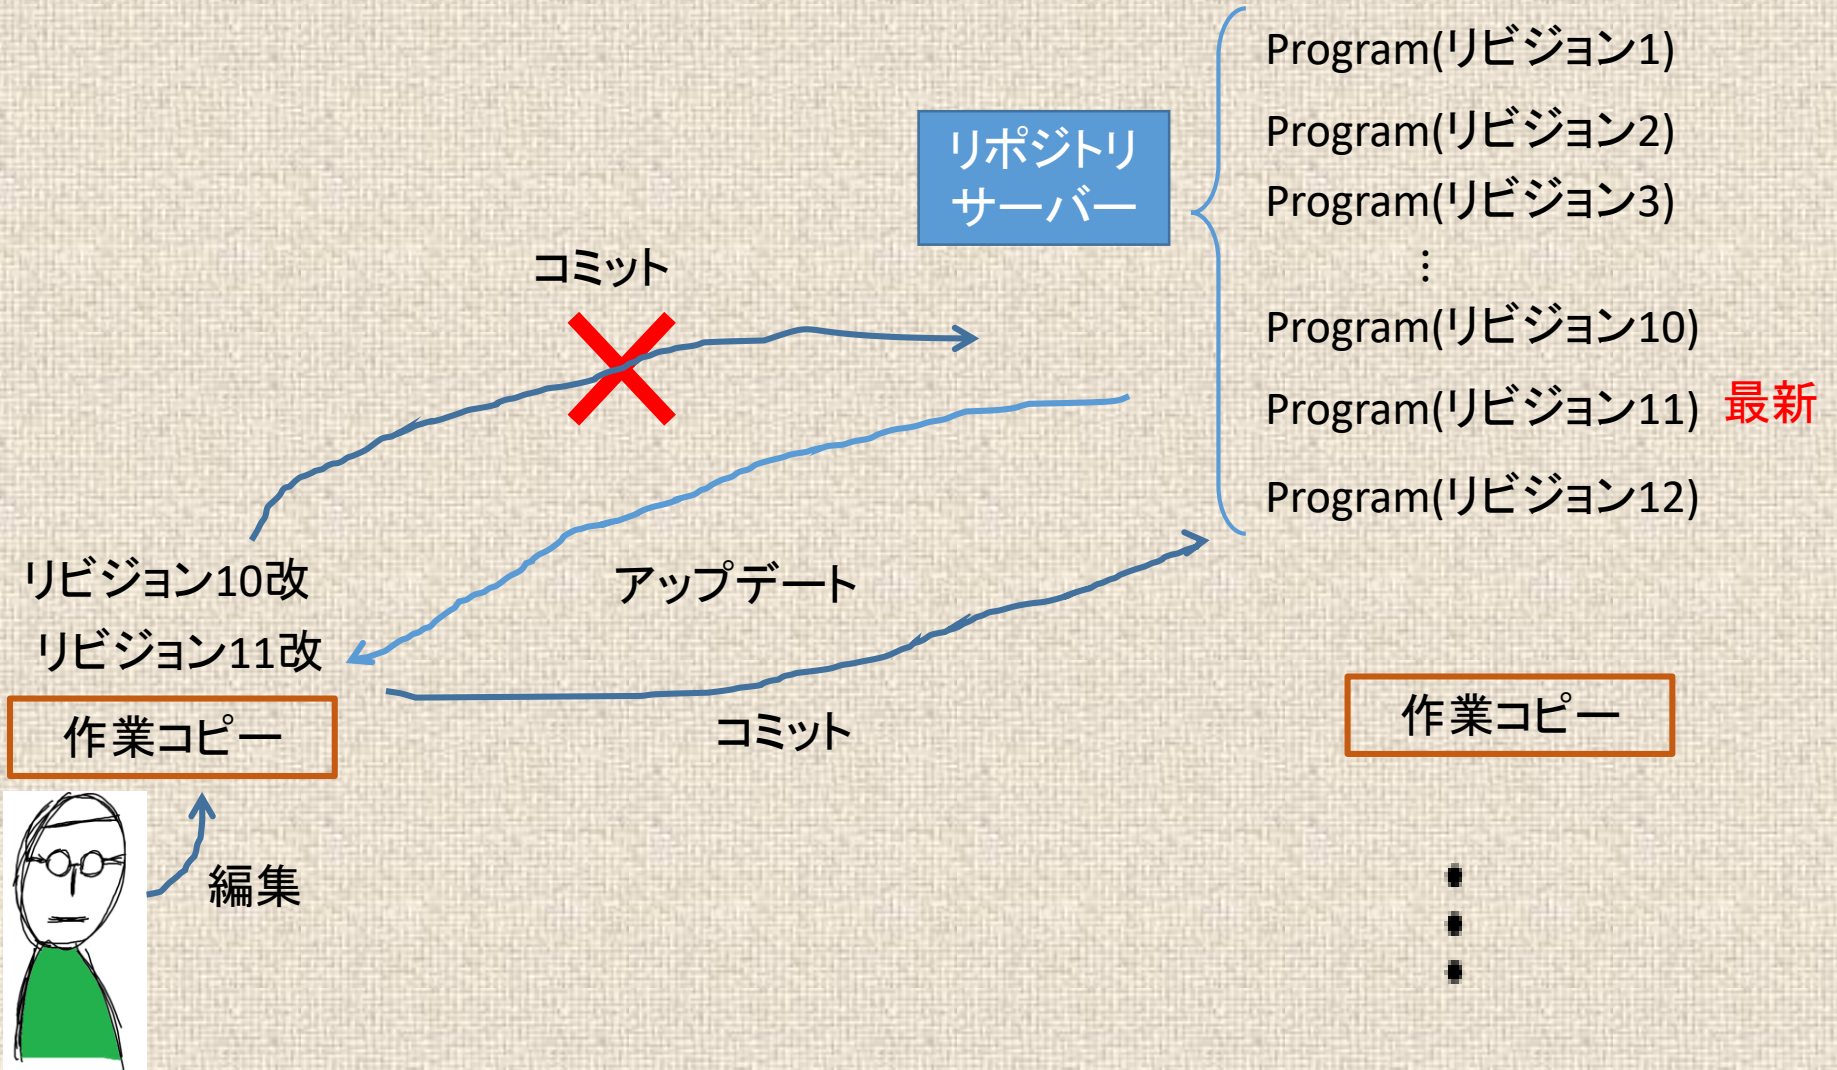 Program(リビジョン1)
Program(リビジョン2)
リポジトリ
サーバー
Program(リビジョン3)
⋮
コミット
Program(リビジョン10)
Program(リビジョン11) 最新
Program(リビジョン12)
リビジョン10改
アップデート
リビジョン11改
作業コピー
コミット
作業コピー
編集